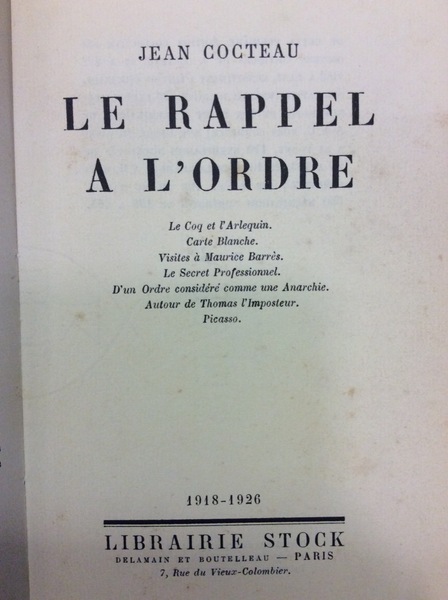 JEAN COCTEAU
LE RAPPEL
A L'ORDRE
Le Coq et l'Arlequin.
Carte Blanche.
Visites à Maurice Barrès.
Le Secret Professionnel.
D'un Ordre considéré comme une Anarchie.
Autour de Thomas l'Imposteur.
Picasso.
1918-1926
LIBRAIRIE STOCK
DELAMAIN ET BOUTELLEAU — PARIS
7, Rue du Vieux-Colombier.